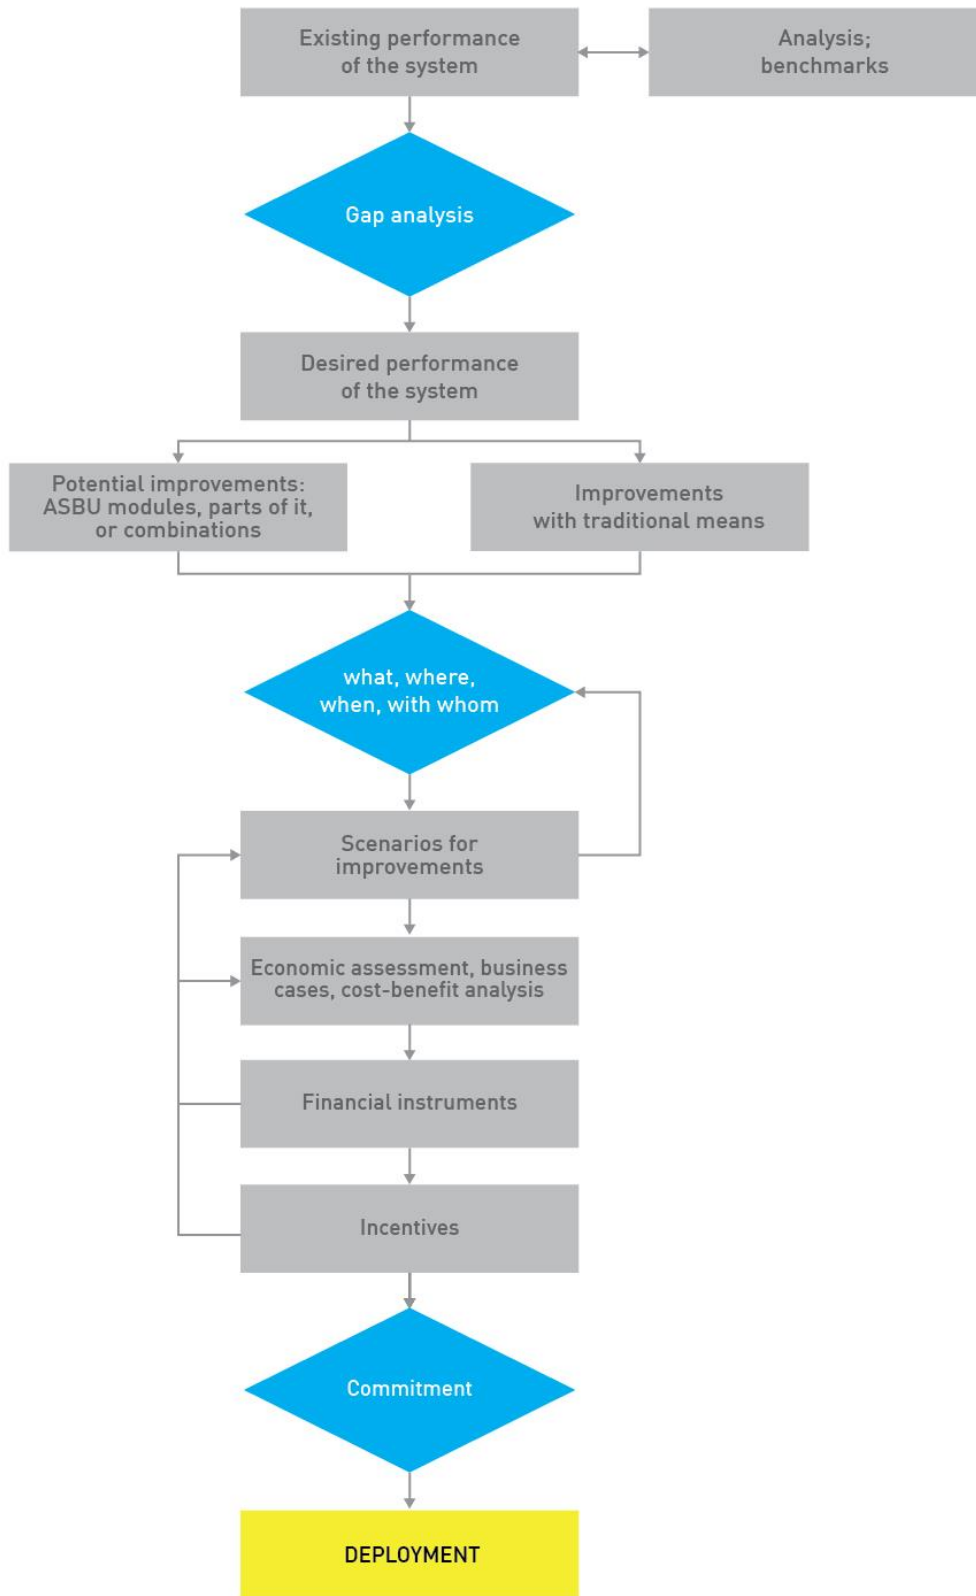 Existing performance
of the system
Analysis;
benchmarks
Gap analysis
Desired performance
of the system
Potential improvements:
ASBU modules, parts of it,
or combinations
Improvements
with traditional means
what, where,
when, with whom
Scenarios for
improvements
Economic assessment, business
cases, cost-benefit analysis
Financial instruments
Incentives
Commitment
DEPLOYMENT